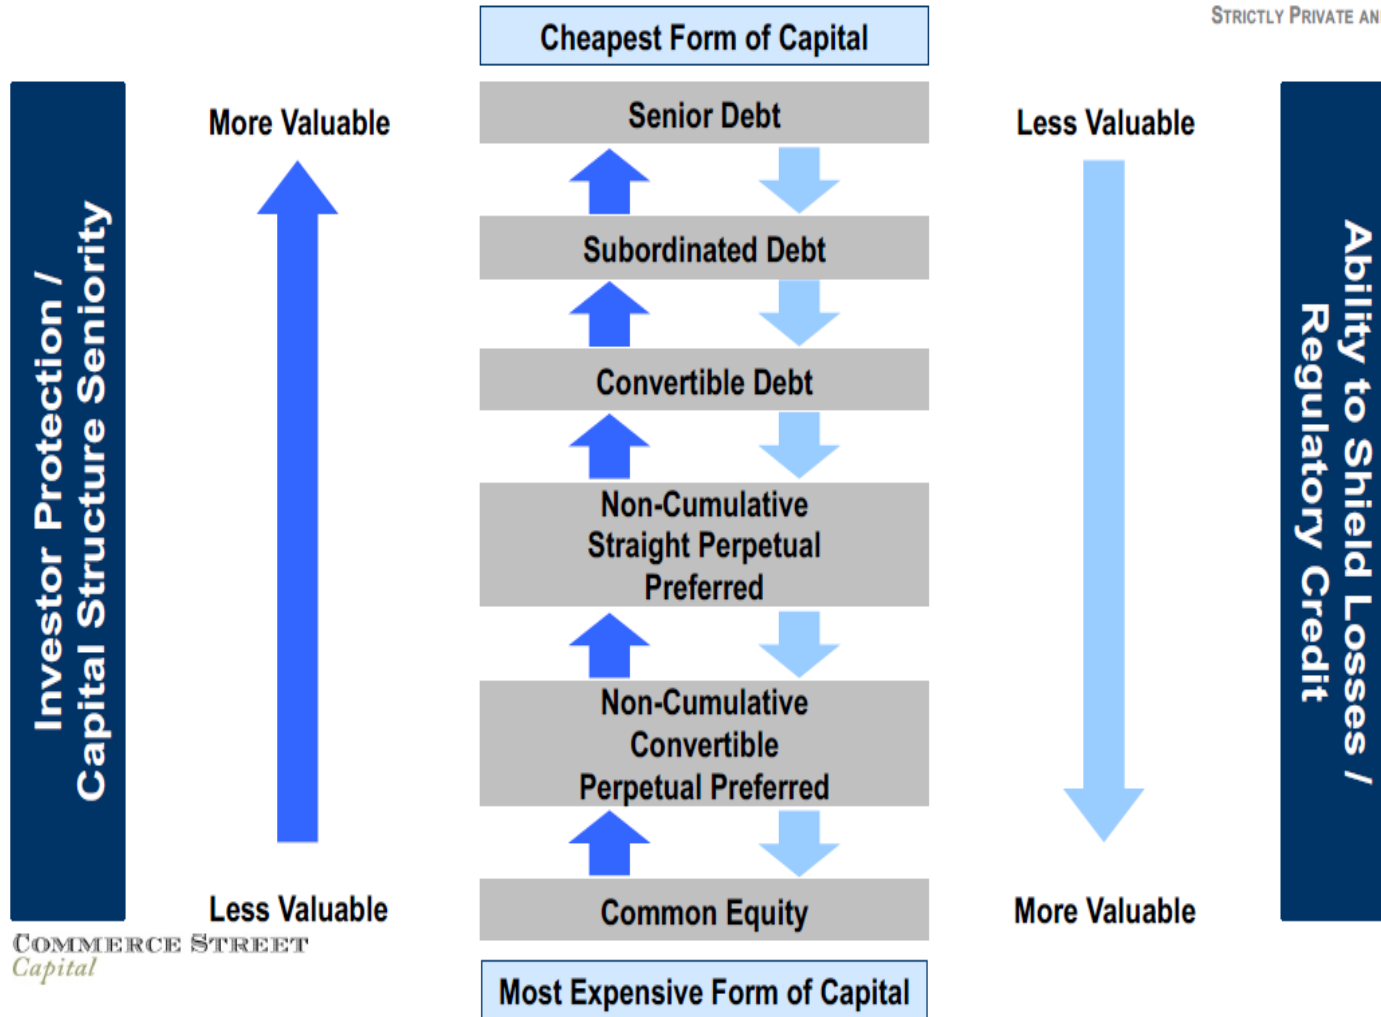 STRICTLY PRIVATE AN
Cheapest Form of Capital
More Valuable
Senior Debt
Less Valuable
Subordinated Debt
Convertible Debt
Non-Cumulative
Straight Perpetual
Preferred
Non-Cumulative
Convertible
Perpetual Preferred
Investor Protection /
Capital Structure Seniority
Ability to Shield Losses /
Regulatory Credit
Less Valuable
Common Equity
More Valuable
COMMERCE STREET
Capital
Most Expensive Form of Capital